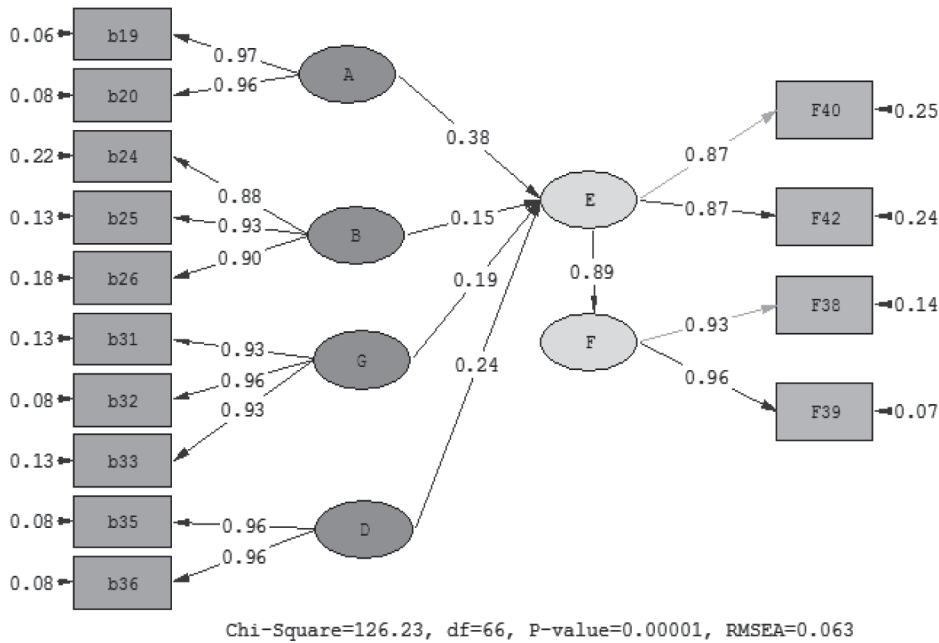 0.06 b19
0.97
0.08 b20
0.96
A
0.38
0.22 b24
0.88
0.13 b25
0.93
B
0.15
0.18 b26
0.90
0.13 b31
0.93
G
0.19
0.08 b32
0.96
0.13 b33
0.93
0.08 b35
0.96
D
0.24
0.08 b36
0.96
E
0.87
F40 0.25
0.87
F42 0.24
0.89
F
0.93
F38 0.14
0.96
F39 0.07
Chi-Square=126.23, df=66, P-value=0.00001, RMSEA=0.063